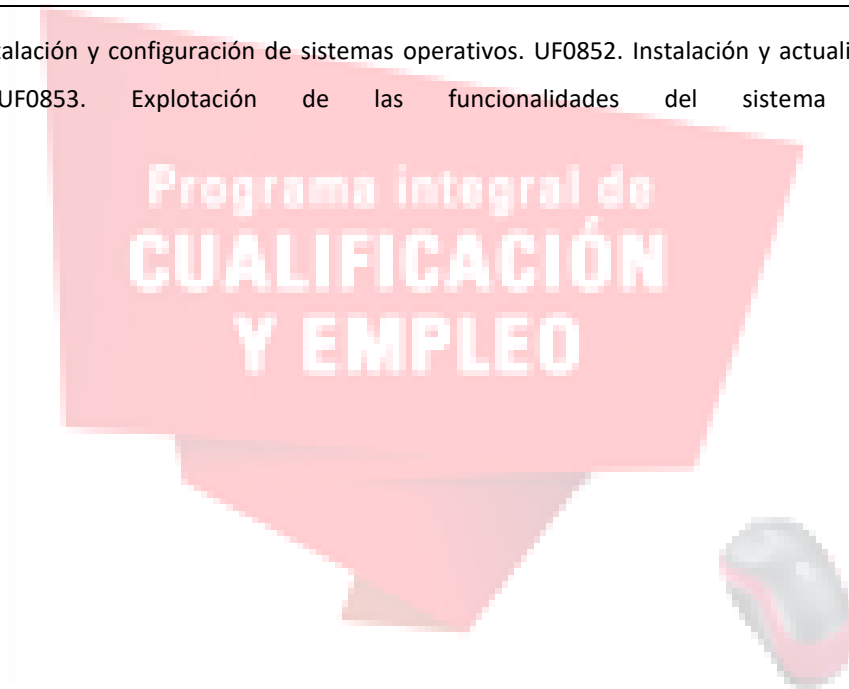 talación y configuración de sistemas operativos. UF0852. Instalación y actuali
UF0853. Explotación de las funcionalidades del sistema
Programa integral de
CUALIFICACIÓN
Y EMPLEO